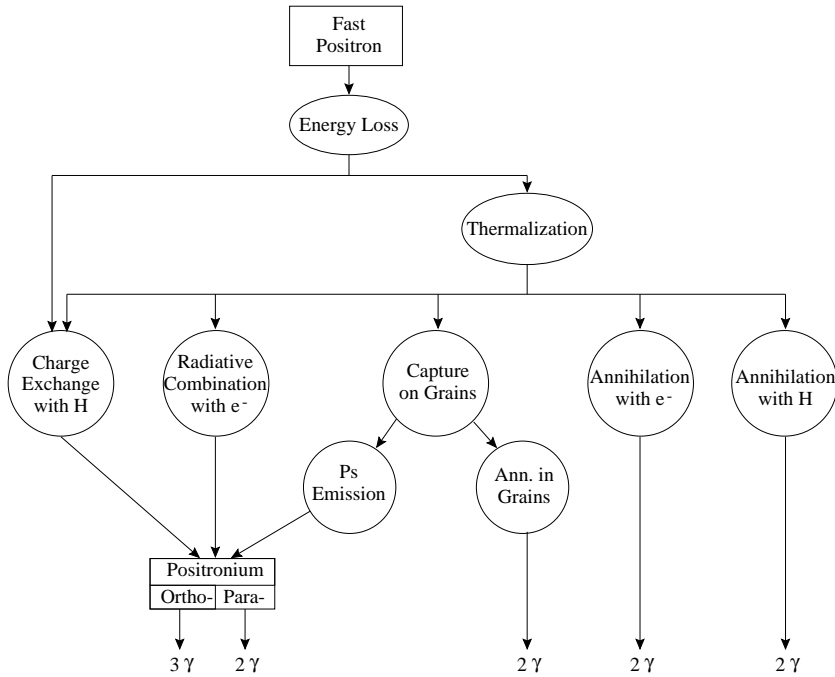 Fast
Positron
Energy Loss
Thermalization
Charge
Exchange
with H
Radiative
Combination
with e-
Capture
on Grains
Annihilation
with e-
Annihilation
with H
Ps
Emission
Ann. in
Grains
Positronium
Ortho- Para-
3 γ 2 γ 2 γ 2 γ 2 γ